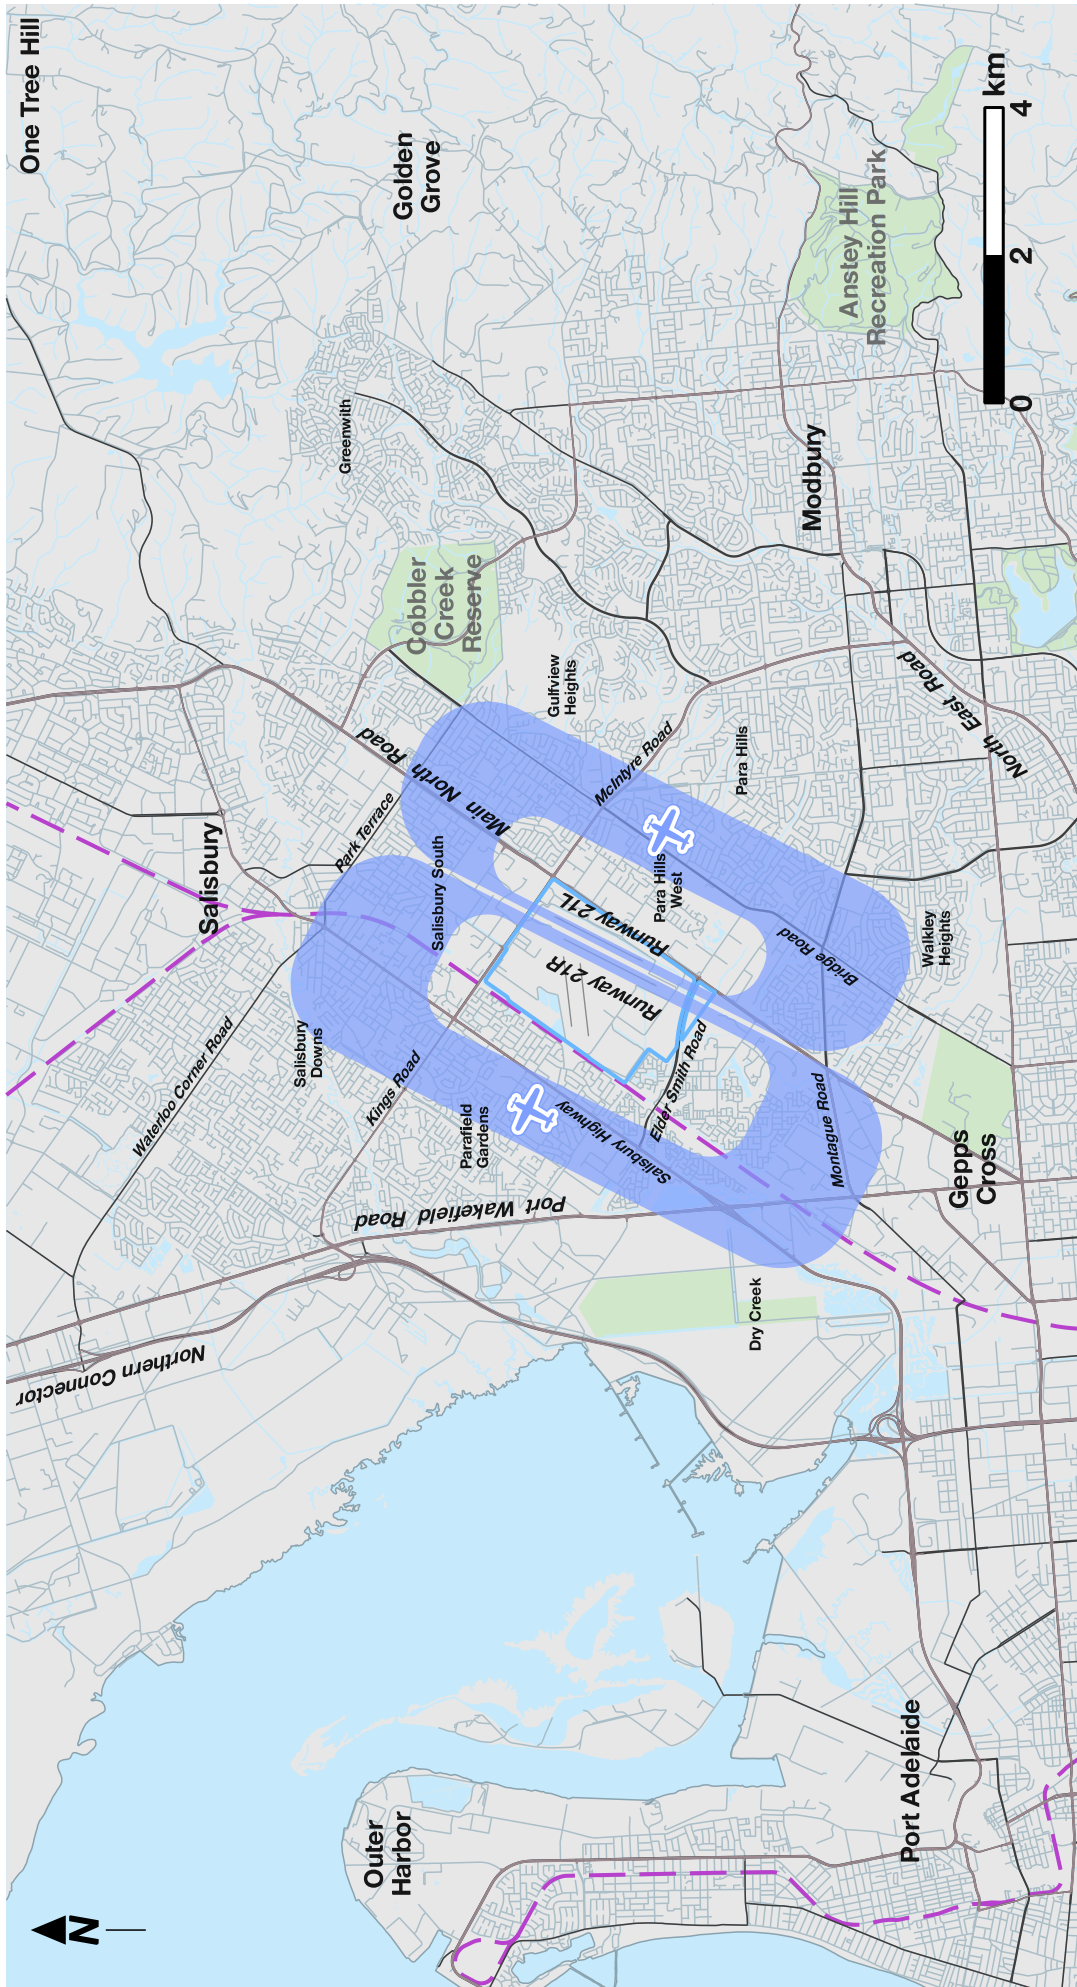 One Tree Hill
Golden
Grove
Greenwith
Cobbler
Creek
Reserve
Anstey Hill
Recreation Park
0
2
4
km
Modbury
Gulfview
Heights
Salisbury
Park Terrace
Main North Road
McIntyre Road
Para Hills
North East Road
Salisbury South
Para Hills
West
Runway 21L
Runway 21R
Bridge Road
Walkley
Heights
Waterloo Corner Road
Salisbury
Downs
Kings Road
Parafield
Gardens
Salisbury Highway
Elder Smith Road
Montague Road
Gepps
Cross
Port Wakefield Road
Northern Connector
Dry Creek
Port Adelaide
Outer
Harbor
N